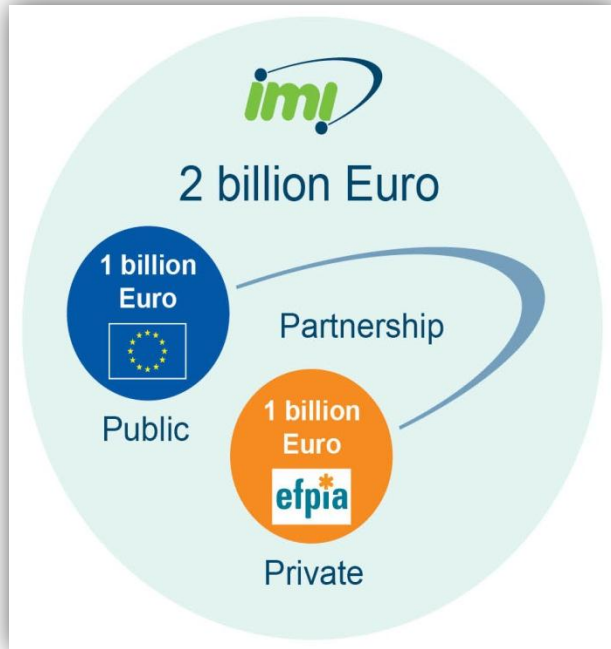 imi
2 billion Euro
1 billion
Euro
Public
Partnership
1 billion
Euro
efpia
Private